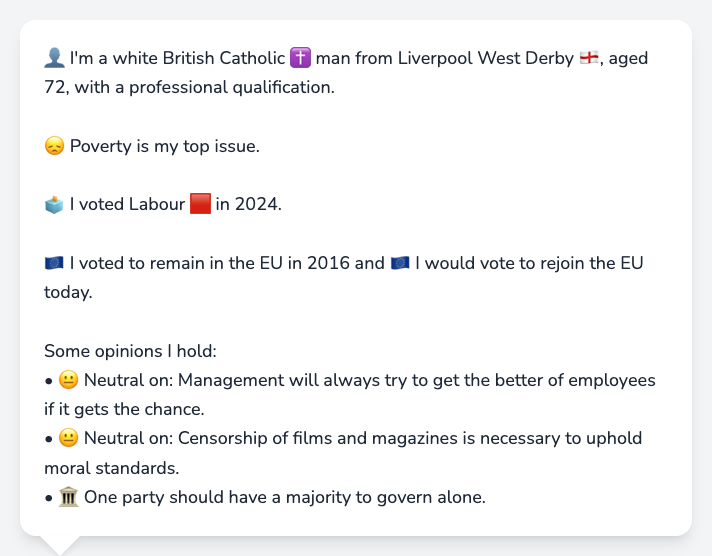 👤 I'm a white British Catholic ✝️ man from Liverpool West Derby 🏴󠁧󠁢󠁥󠁮󠁧󠁿, aged
72, with a professional qualification.
😞 Poverty is my top issue.
🗳️ I voted Labour 🟥 in 2024.
🇪🇺 I voted to remain in the EU in 2016 and 🇪🇺 I would vote to rejoin the EU
today.
Some opinions I hold:
• 😐 Neutral on: Management will always try to get the better of employees
if it gets the chance.
• 😐 Neutral on: Censorship of films and magazines is necessary to uphold
moral standards.
• 🏛️ One party should have a majority to govern alone.